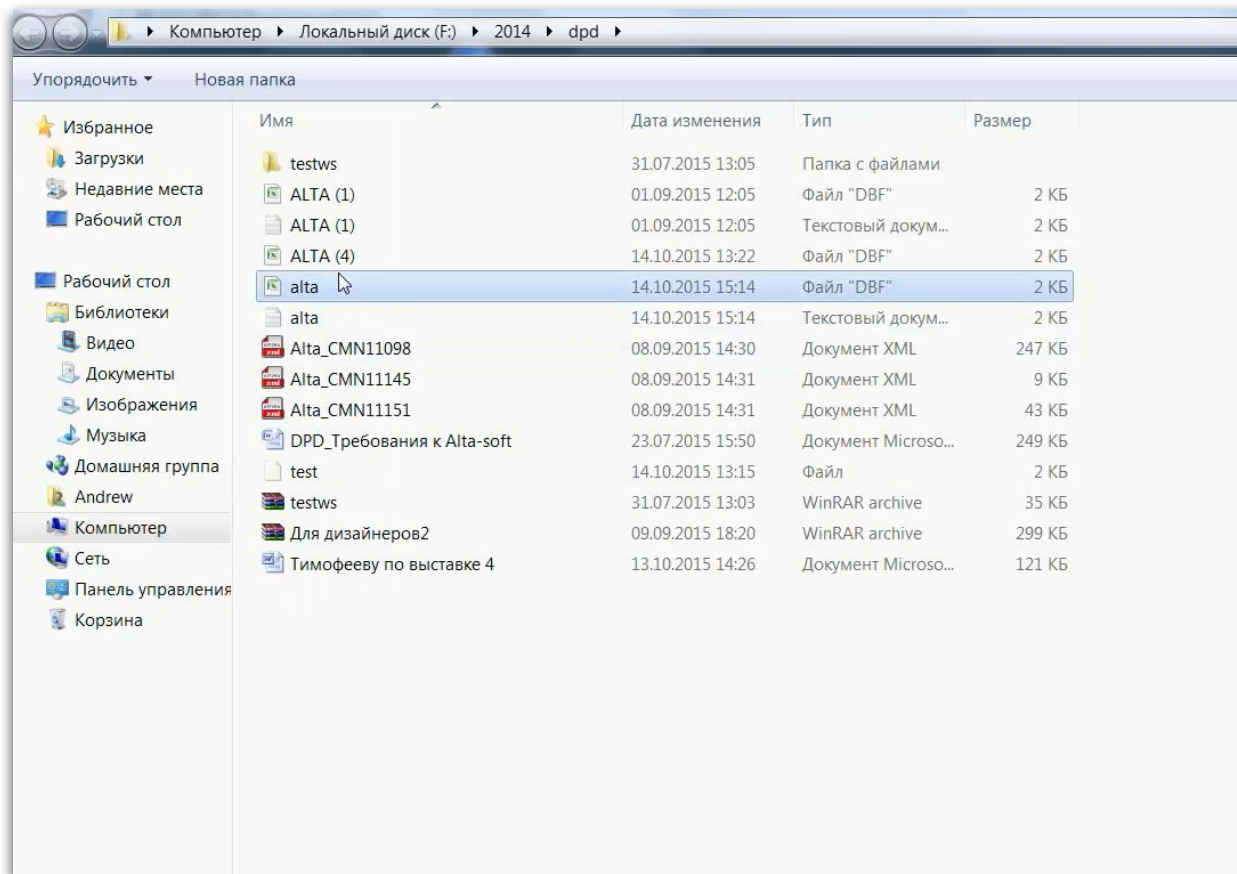 Компьютер Локальный диск (F:) 2014 dpd
Упорядочить Новая папка
Избранное
Загрузки
Недавние места
Рабочий стол
Рабочий стол
Библиотеки
Видео
Документы
Изображения
Музыка
Домашняя группа
Andrew
Компьютер
Сеть
Панель управления
Корзина
Имя Дата изменения Тип Размер
testws 31.07.2015 13:05 Папка с файлами
ALTA (1) 01.09.2015 12:05 Файл "DBF" 2 КБ
ALTA (1) 01.09.2015 12:05 Текстовый докум... 2 КБ
ALTA (4) 14.10.2015 13:22 Файл "DBF" 2 КБ
alta 14.10.2015 15:14 Файл "DBF" 2 КБ
alta 14.10.2015 15:14 Текстовый докум... 2 КБ
Alta_CMN11098 08.09.2015 14:30 Документ XML 247 КБ
Alta_CMN11145 08.09.2015 14:31 Документ XML 9 КБ
Alta_CMN11151 08.09.2015 14:31 Документ XML 43 КБ
DPD_Требования к Alta-soft 23.07.2015 15:50 Документ Microso... 249 КБ
test 14.10.2015 13:15 Файл 2 КБ
testws 31.07.2015 13:03 WinRAR archive 35 КБ
Для дизайнеров2 09.09.2015 18:20 WinRAR archive 299 КБ
Тимофееву по выставке 4 13.10.2015 14:26 Документ Microso... 121 КБ